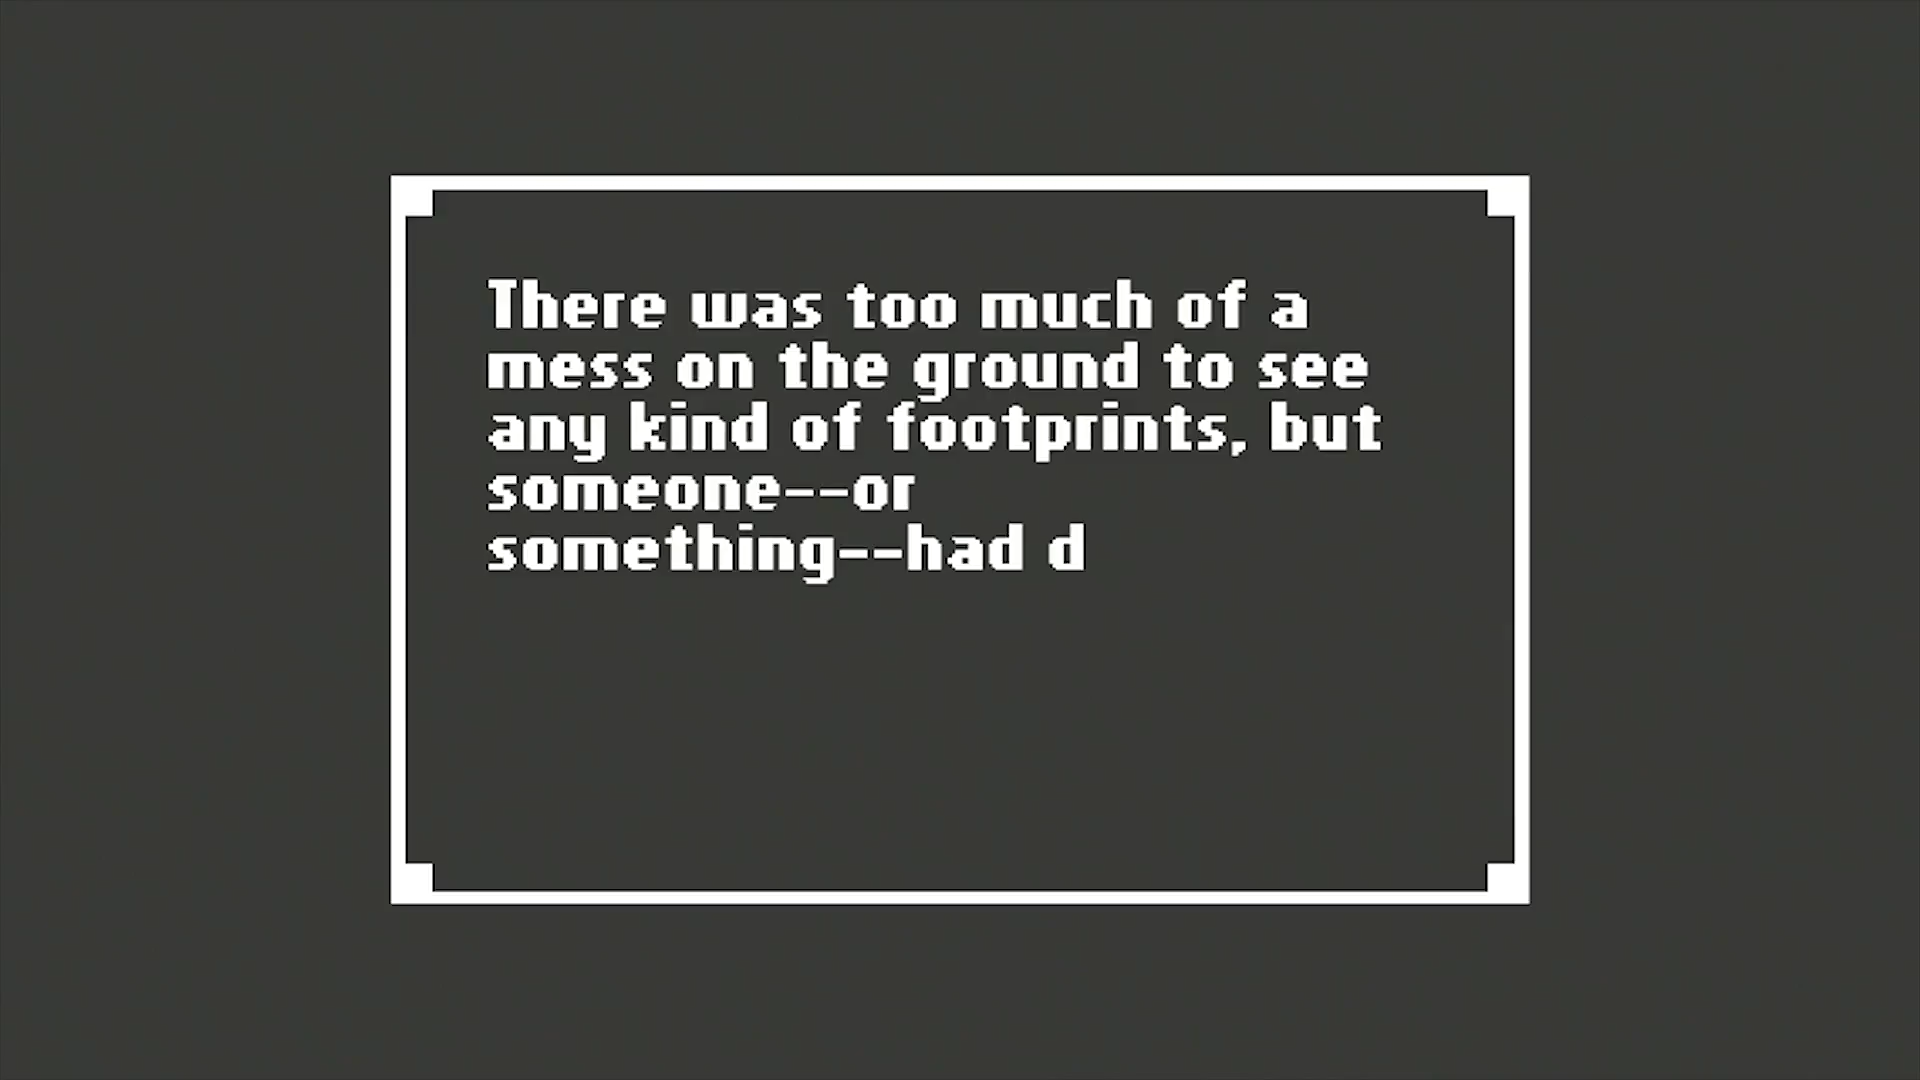 There was too much of a
mess on the ground to see
any kind of footprints, but
someone--or
something--had d